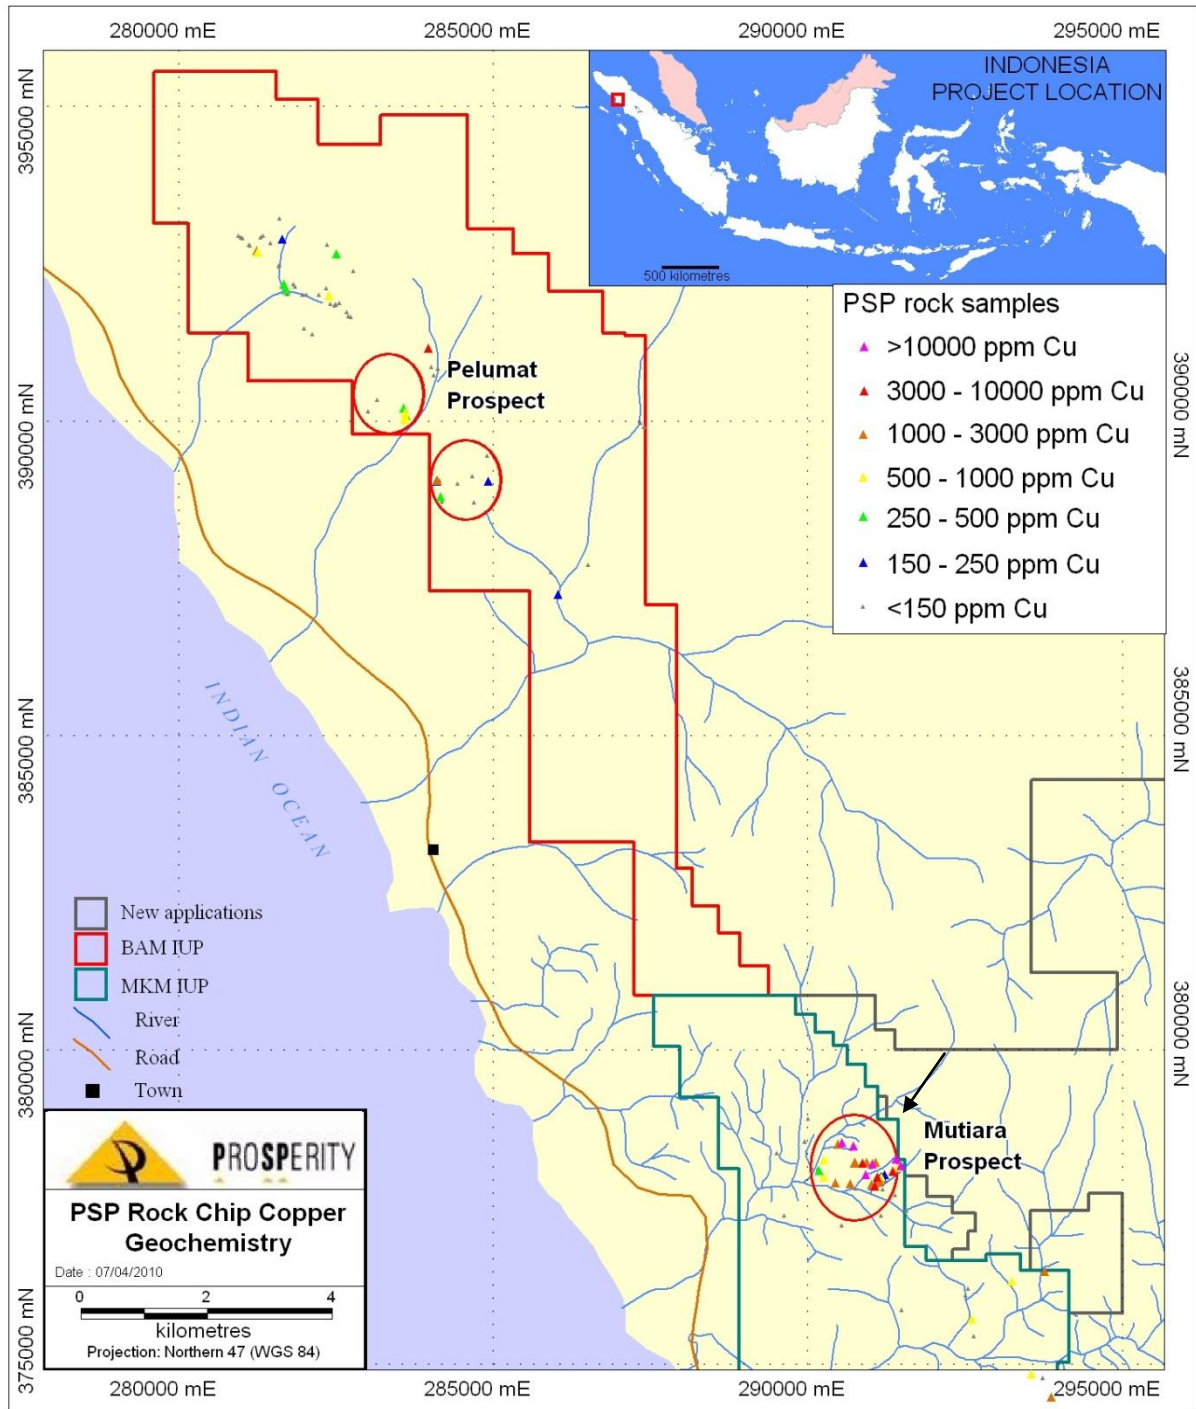 280000 mE
285000 mE
290000 mE
295000 mE
INDONESIA
PROJECT LOCATION
500 kilometres
395000 mN
390000 mN
385000 mN
380000 mN
375000 mN
390000 mN
385000 mN
380000 mN
PSP rock samples
>10000 ppm Cu
3000 - 10000 ppm Cu
1000 - 3000 ppm Cu
500 - 1000 ppm Cu
250 - 500 ppm Cu
150 - 250 ppm Cu
<150 ppm Cu
Pelumat
Prospect
INDIAN OCEAN
Mutiara
Prospect
New applications
BAM IUP
MKM IUP
River
Road
Town
PROSPERITY
PSP Rock Chip Copper
Geochemistry
Date : 07/04/2010
0 2 4
kilometres
Projection: Northern 47 (WGS 84)
280000 mE
285000 mE
290000 mE
295000 mE